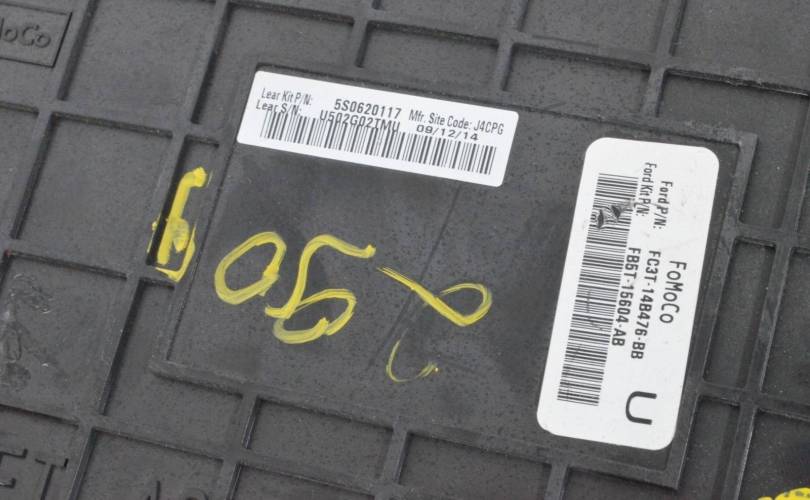 MoCo
Lear Kit P/N: 5S0620117 Mfr. Site Code: J4CPG
Lear S/N: U502G02TMU 09/12/14
FoMoCo
Ford P/N: FC3T-14B476-BB
Ford Kit P/N: FB5T-15604-AB
U
ET